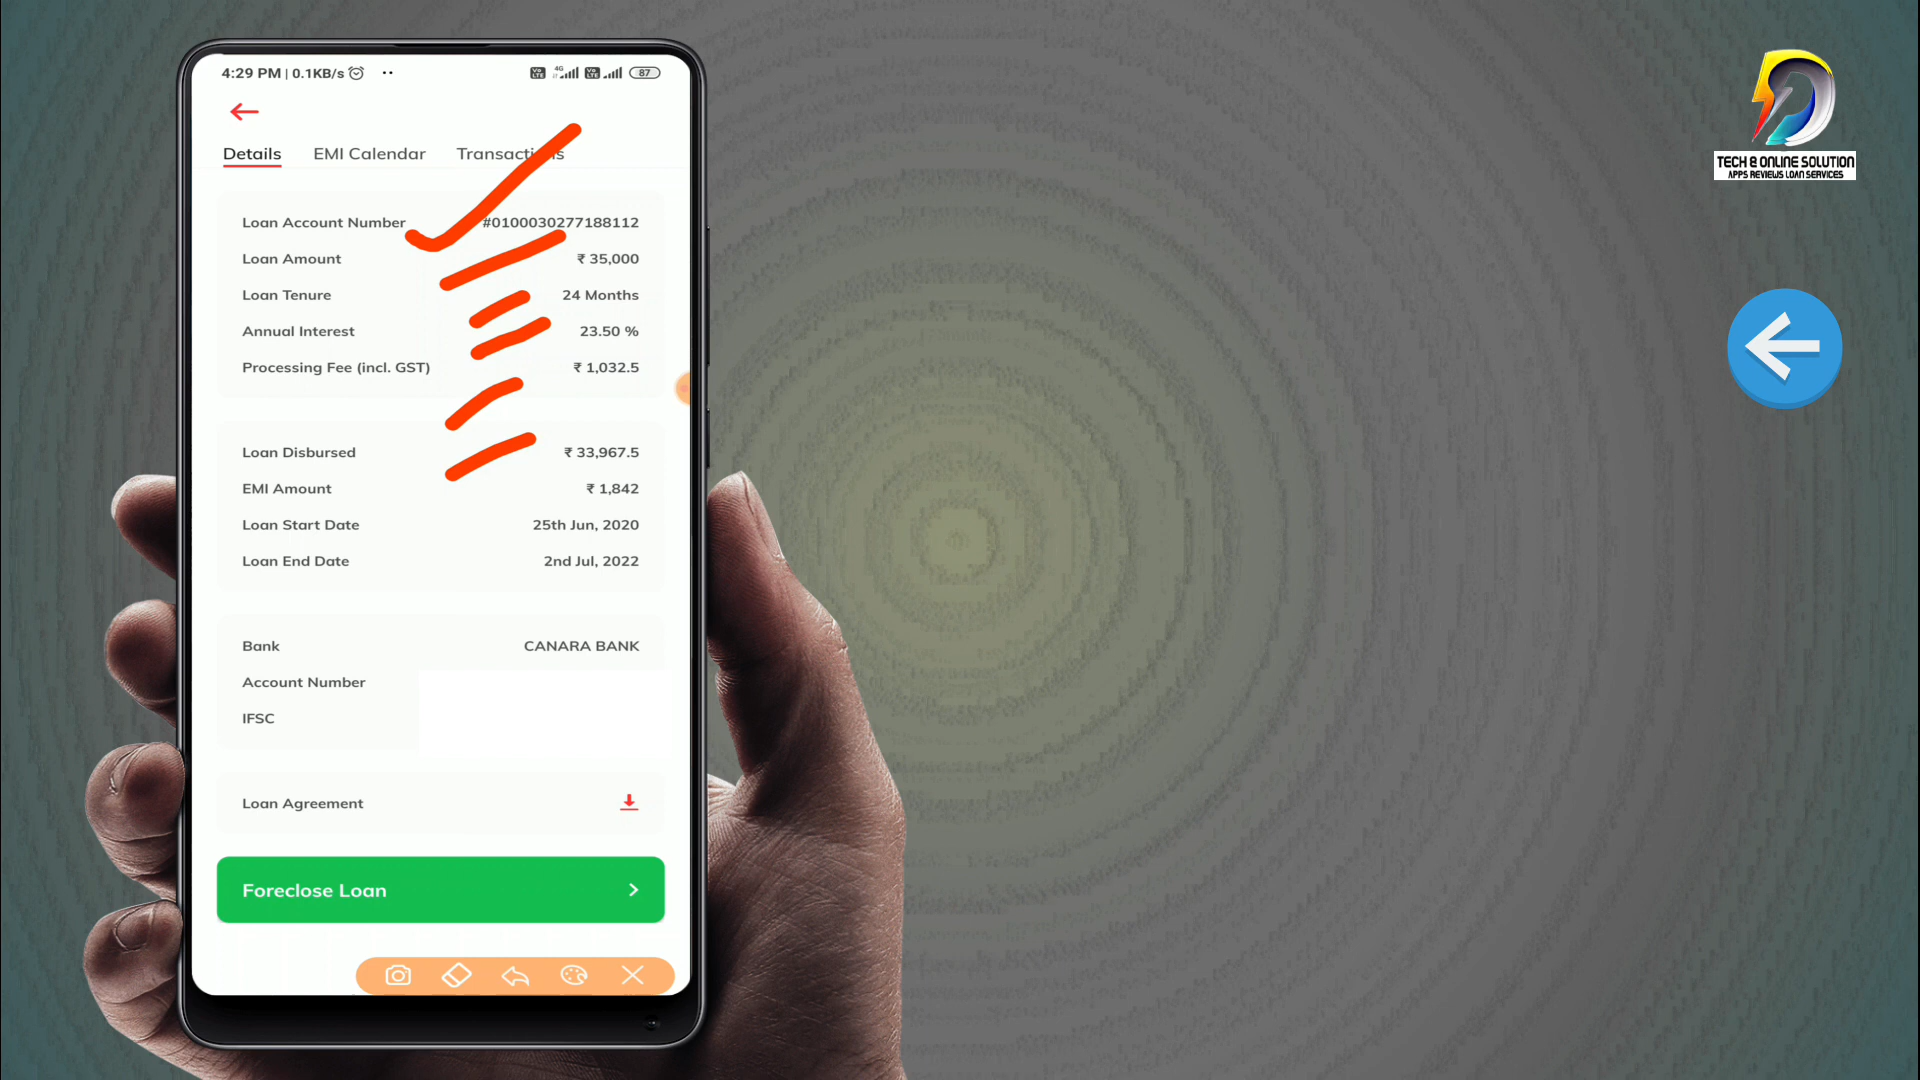 4:29 PM | 0.1KB/s
4G
87
Details EMI Calendar Transactions
Loan Account Number #0100030277188112
Loan Amount ₹ 35,000
Loan Tenure 24 Months
Annual Interest 23.50 %
Processing Fee (incl. GST) ₹ 1,032.5
Loan Disbursed ₹ 33,967.5
EMI Amount ₹ 1,842
Loan Start Date 25th Jun, 2020
Loan End Date 2nd Jul, 2022
Bank CANARA BANK
Account Number
IFSC
Loan Agreement
Foreclose Loan
TECH & ONLINE SOLUTION
APPS REVIEWS LOAN SERVICES